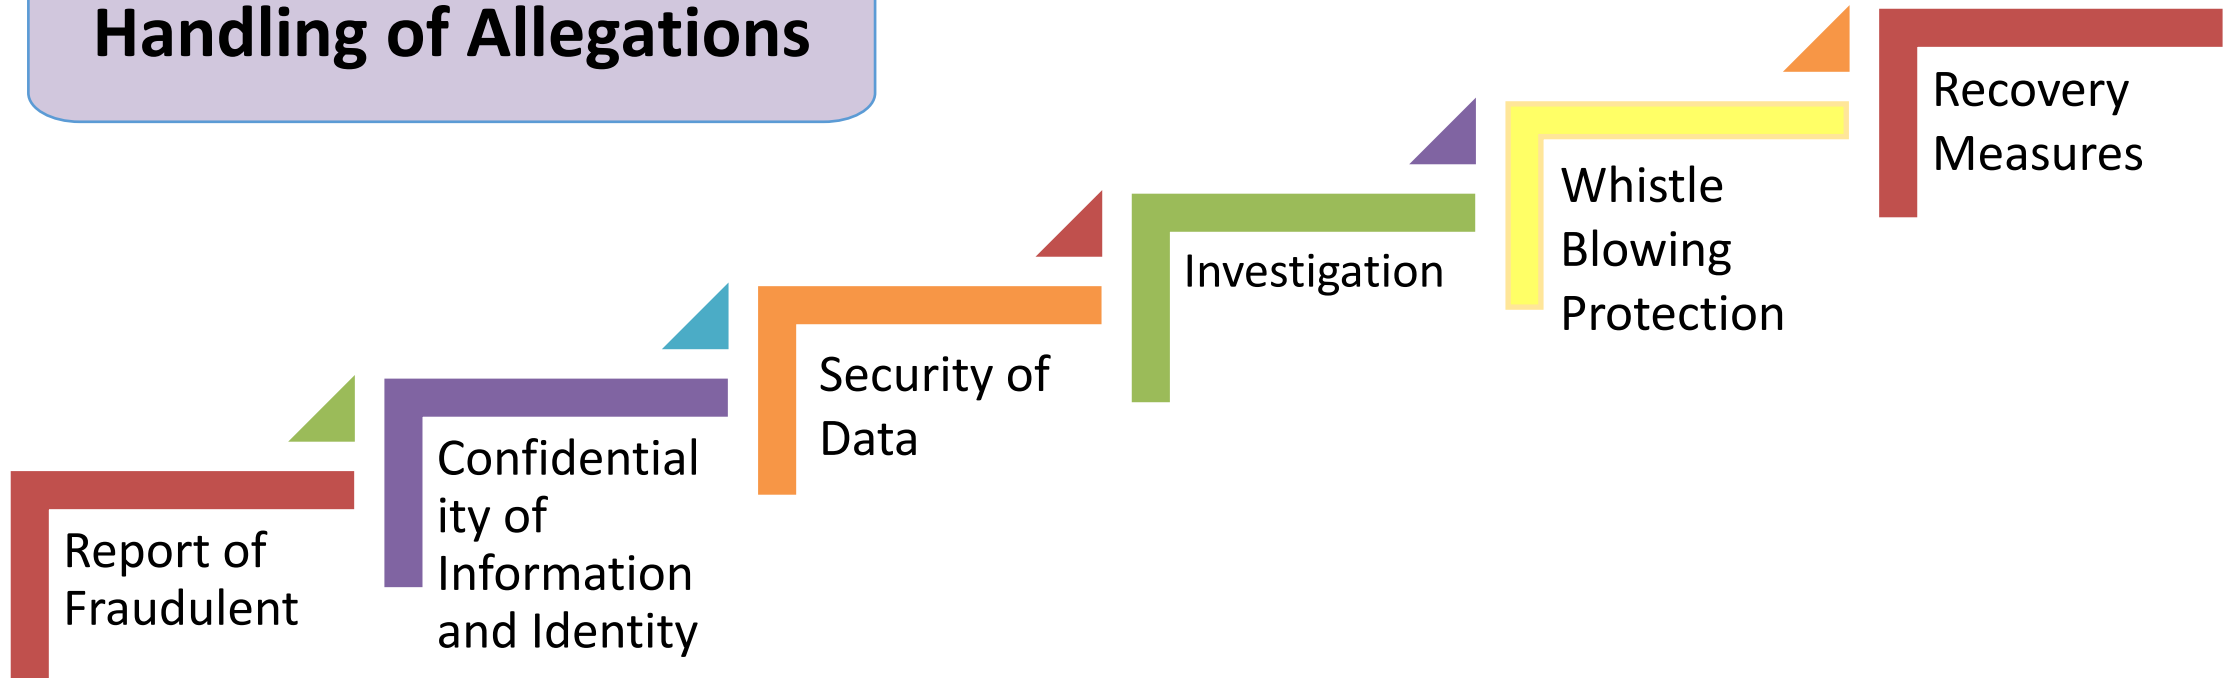 Handling of Allegations
Report of
Fraudulent
Confidential
ity of
Information
and Identity
Security of
Data
Investigation
Whistle
Blowing
Protection
Recovery
Measures